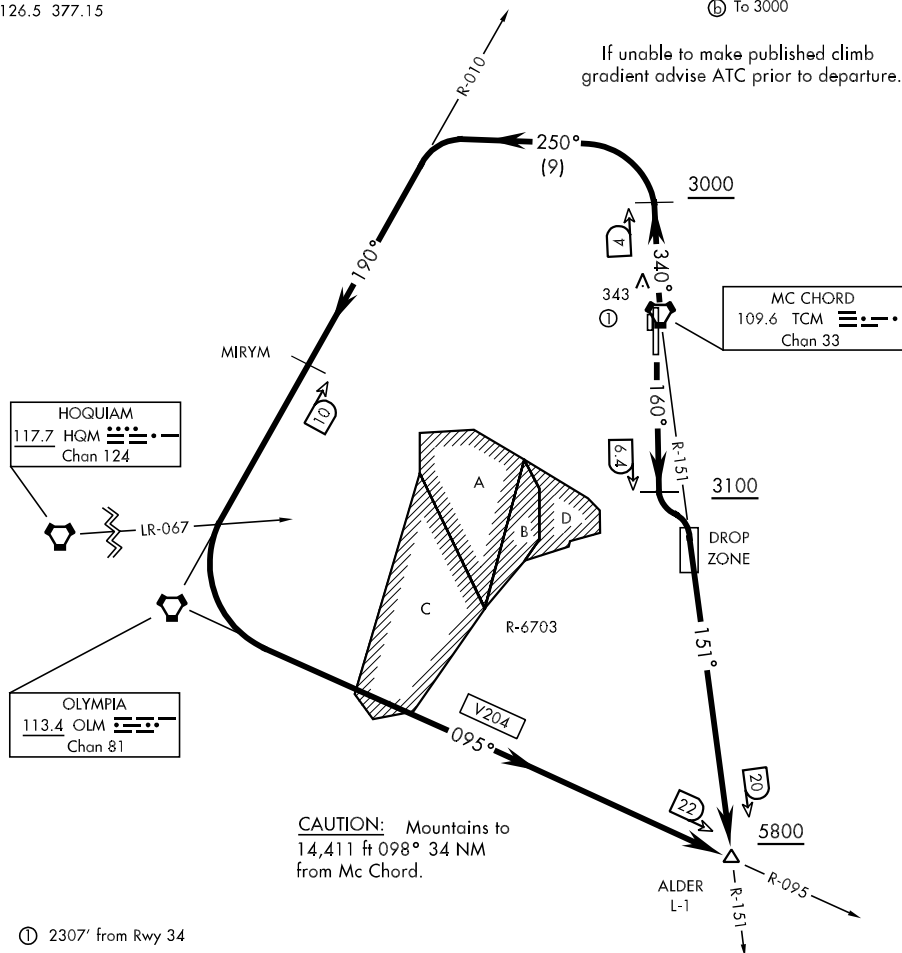 126.5 377.15
ⓑ To 3000
If unable to make published climb
gradient advise ATC prior to departure.
R-010
250°
(9)
3000
4
340°
190°
343
①
MC CHORD
109.6 TCM
Chan 33
MIRYM
10
160°
HOQUIAM
117.7 HQM
Chan 124
R-151
6.4
3100
A
B
D
DROP
ZONE
LR-067
C
R-6703
151°
OLYMPIA
113.4 OLM
Chan 81
V204
095°
20
22
5800
CAUTION: Mountains to
14,411 ft 098° 34 NM
from Mc Chord.
ALDER
L-1
R-095
R-151
① 2307' from Rwy 34